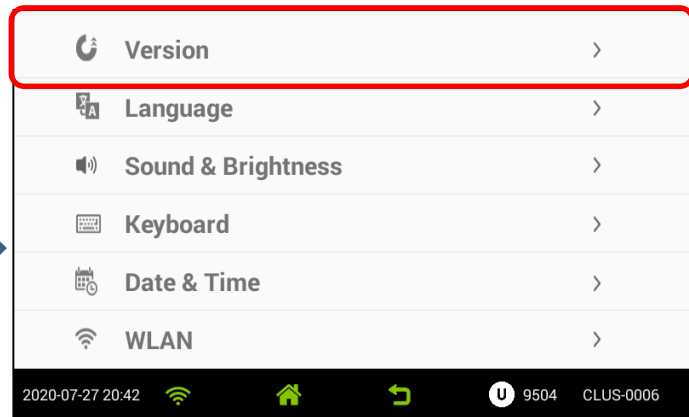 Version
Language
Sound & Brightness
Keyboard
Date & Time
WLAN
2020-07-27 20:42 U 9504 CLUS-0006